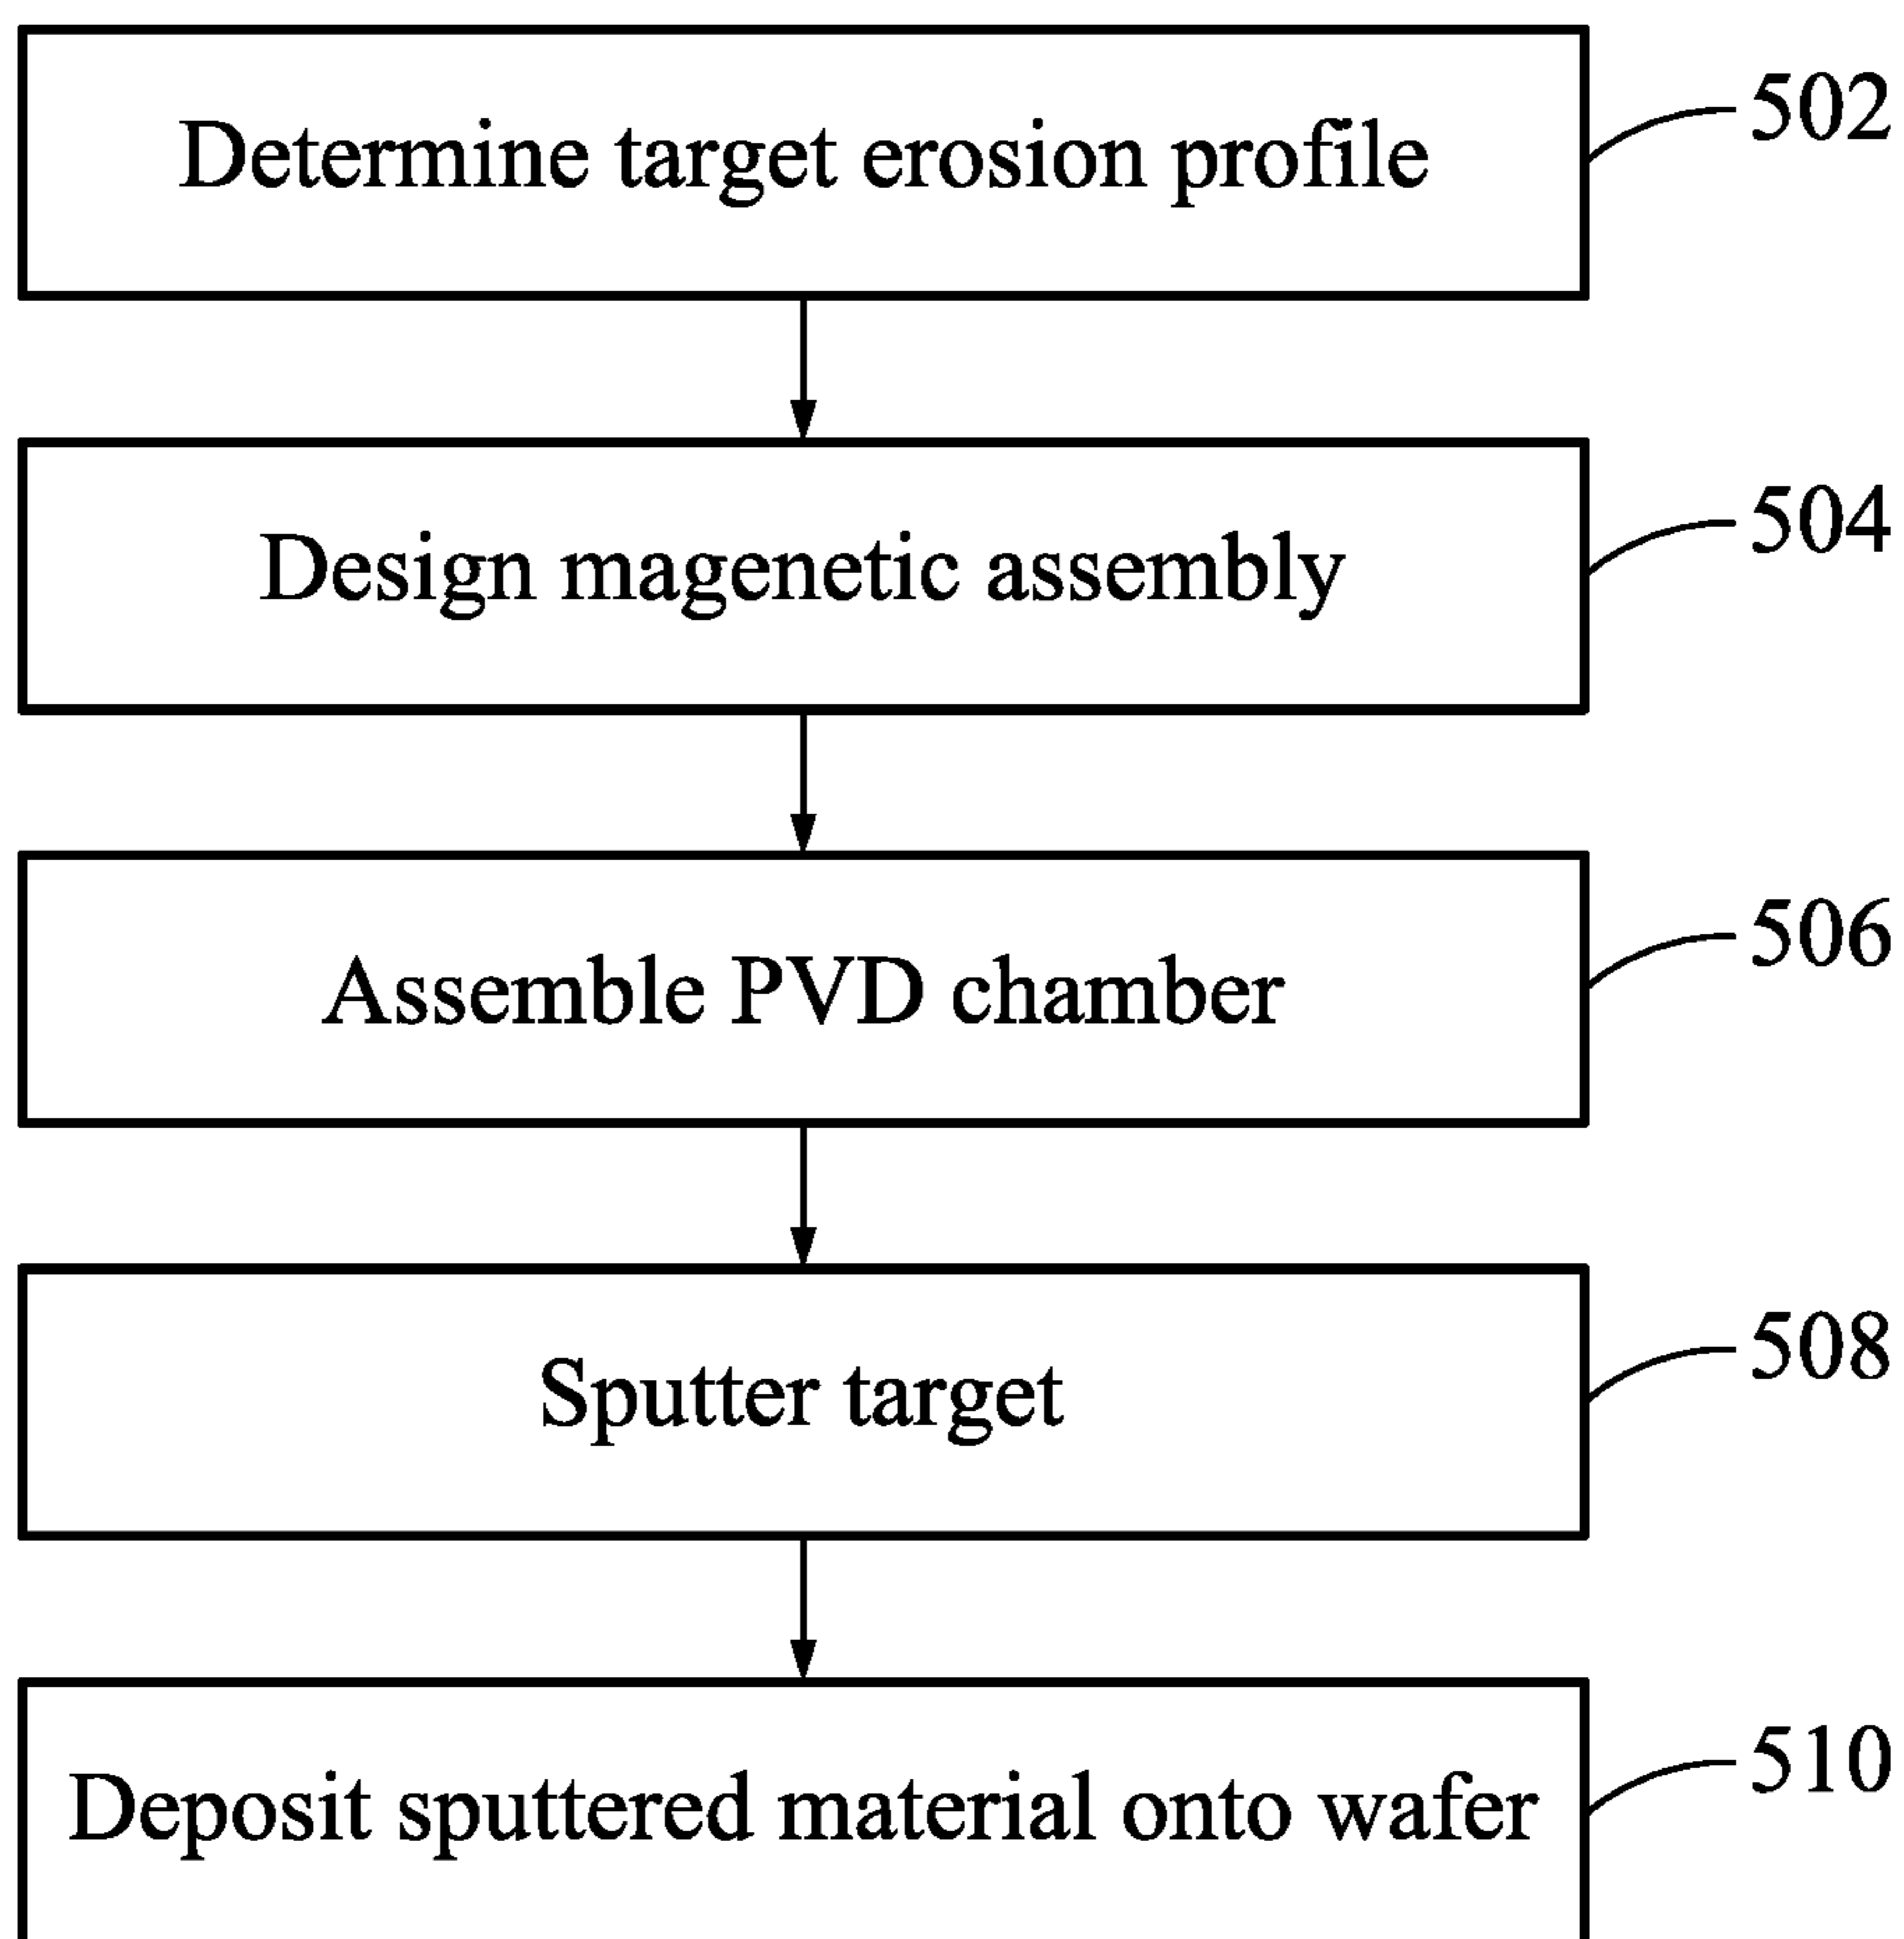 Determine target erosion profile 502
Design magenetic assembly 504
Assemble PVD chamber 506
Sputter target 508
Deposit sputtered material onto wafer 510